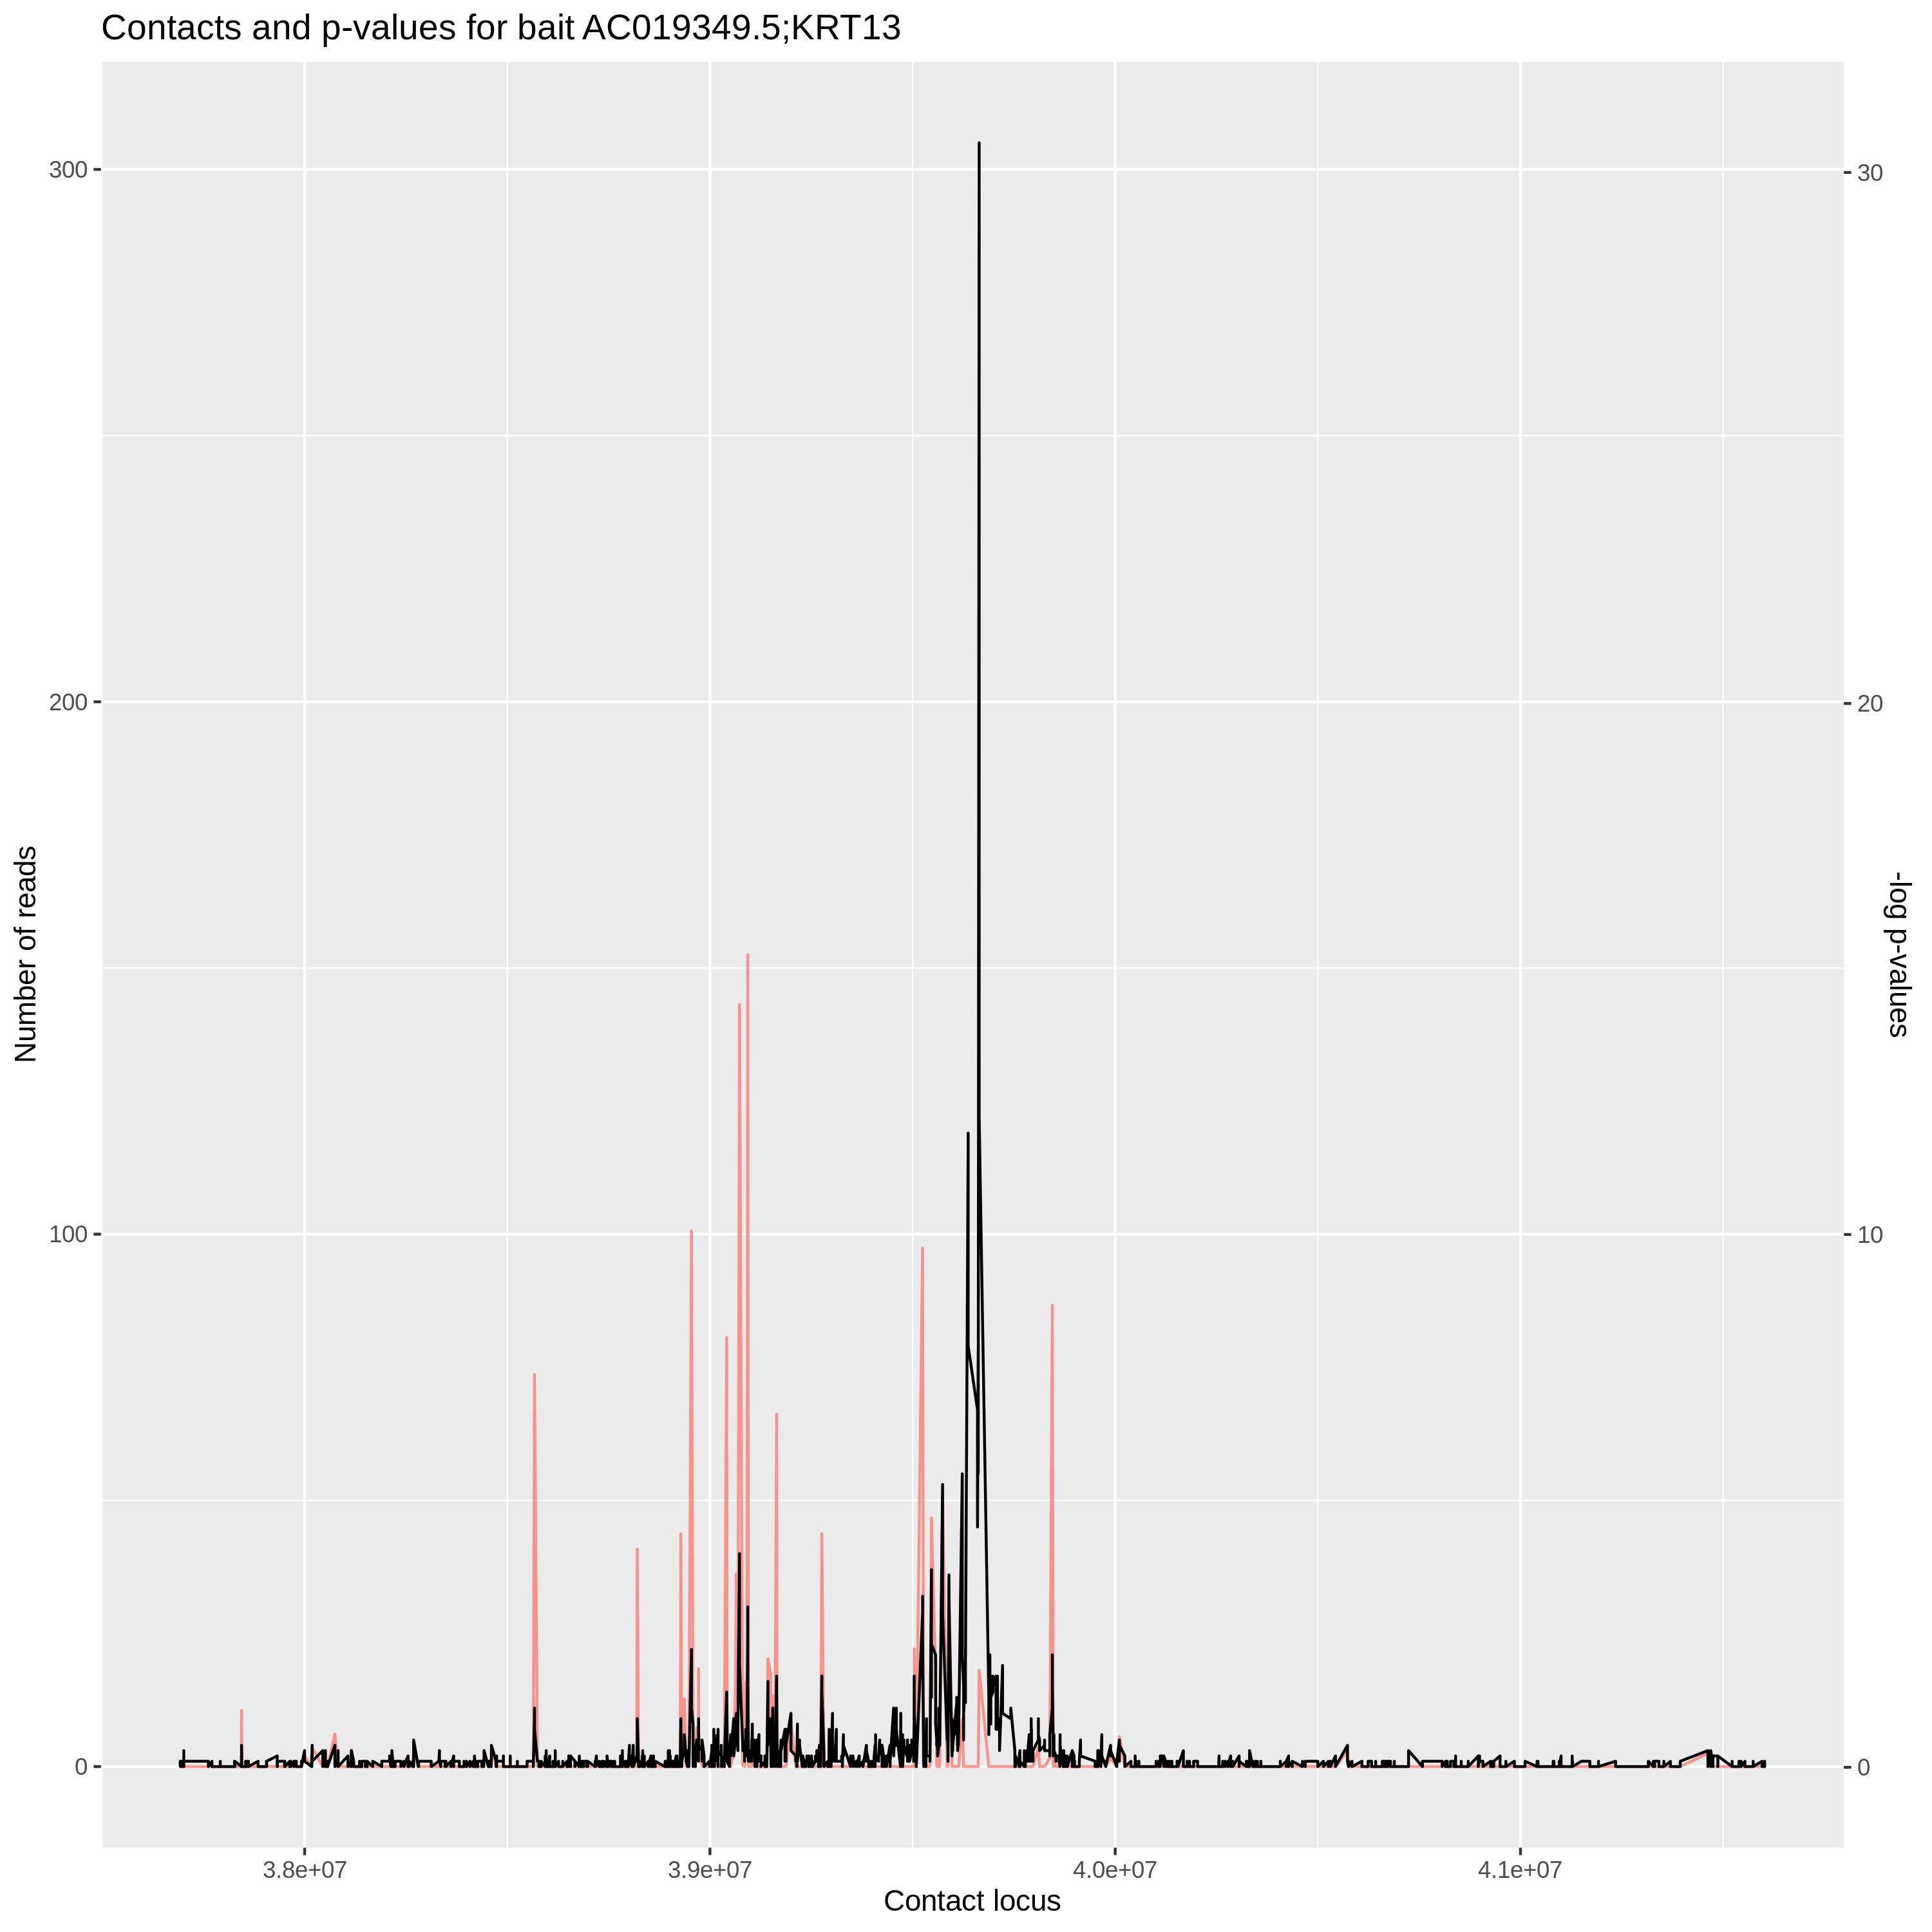 Contacts and p-values for bait AC019349.5;KRT13
300
200
100
0
30
20
10
0
Number of reads
-log p-values
3.8e+07
3.9e+07
4.0e+07
4.1e+07
Contact locus